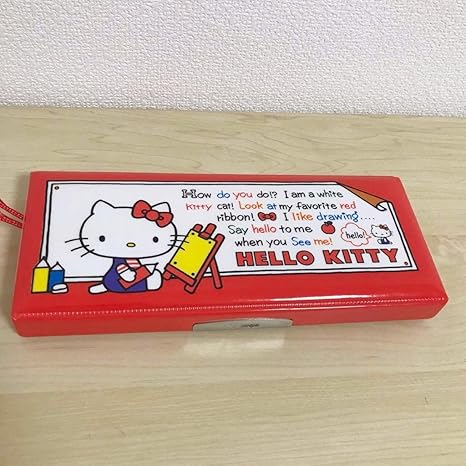 How do you do!? I am a white
kitty cat! Look at my favorite red
ribbon! I like drawing....
Say hello to me
hello!
when you See me!
HELLO KITTY